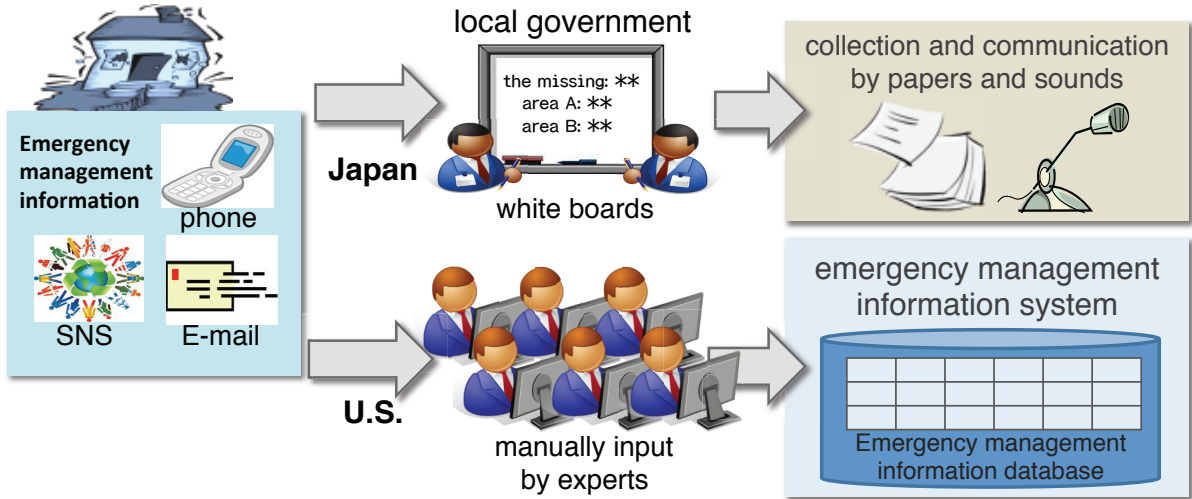 Emergency
management
information
phone
SNS
E-mail
Japan
local government
the missing: **
area A: **
area B: **
white boards
collection and communication
by papers and sounds
U.S.
manually input
by experts
emergency management
information system
Emergency management
information database